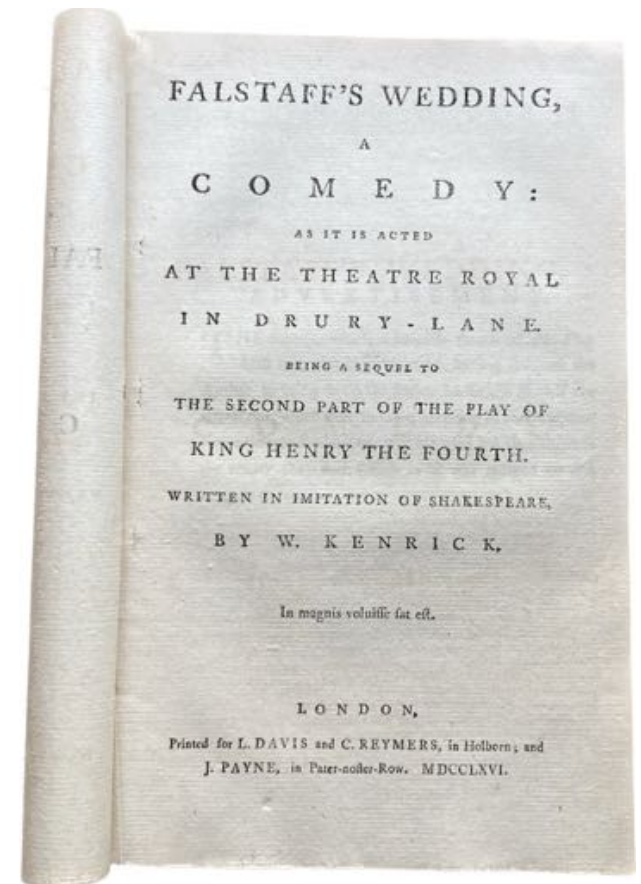 FALSTAFF'S WEDDING,
A
COMEDY:
AS IT IS ACTED
AT THE THEATRE ROYAL
IN DRURY-LANE.
BEING A SEQUEL TO
THE SECOND PART OF THE PLAY OF
KING HENRY THE FOURTH.
WRITTEN IN IMITATION OF SHAKESPEARE,
BY W. KENRICK.
In magnis voluiſſe ſat eſt.
LONDON,
Printed for L. DAVIS and C. REYMERS, in Holborn; and
J. PAYNE, in Pater-noſter-Row. MDCCLXVI.